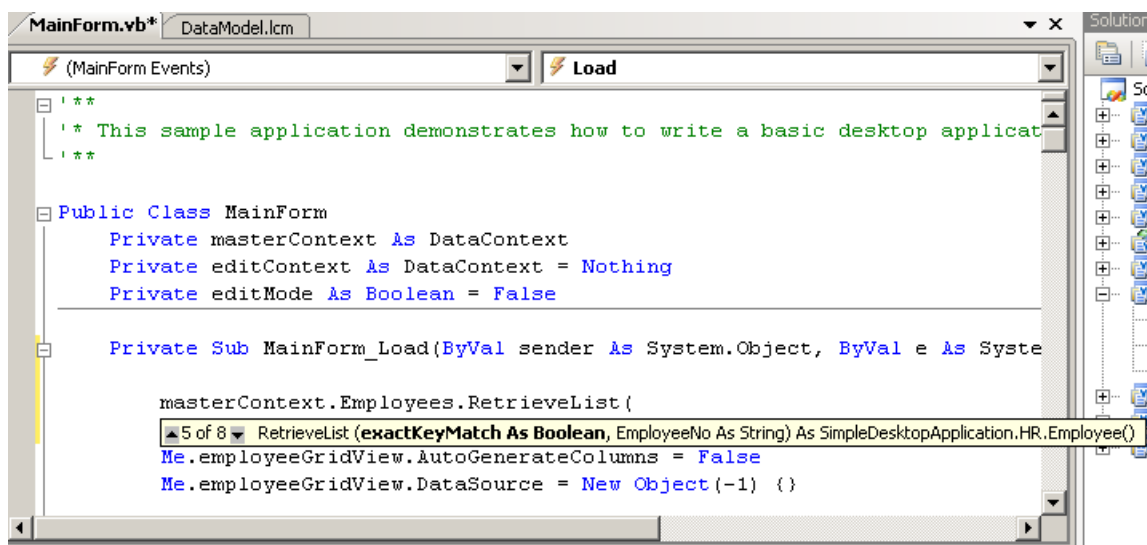 MainForm.vb* DataModel.lcm
Solution
(MainForm Events) Load
So
'**
'* This sample application demonstrates how to write a basic desktop applicat
'**
Public Class MainForm
Private masterContext As DataContext
Private editContext As DataContext = Nothing
Private editMode As Boolean = False
Private Sub MainForm_Load(ByVal sender As System.Object, ByVal e As Syste
masterContext.Employees.RetrieveList(
5 of 8 RetrieveList (exactKeyMatch As Boolean, EmployeeNo As String) As SimpleDesktopApplication.HR.Employee()
Me.employeeGridView.AutoGenerateColumns = False
Me.employeeGridView.DataSource = New Object(-1) {}